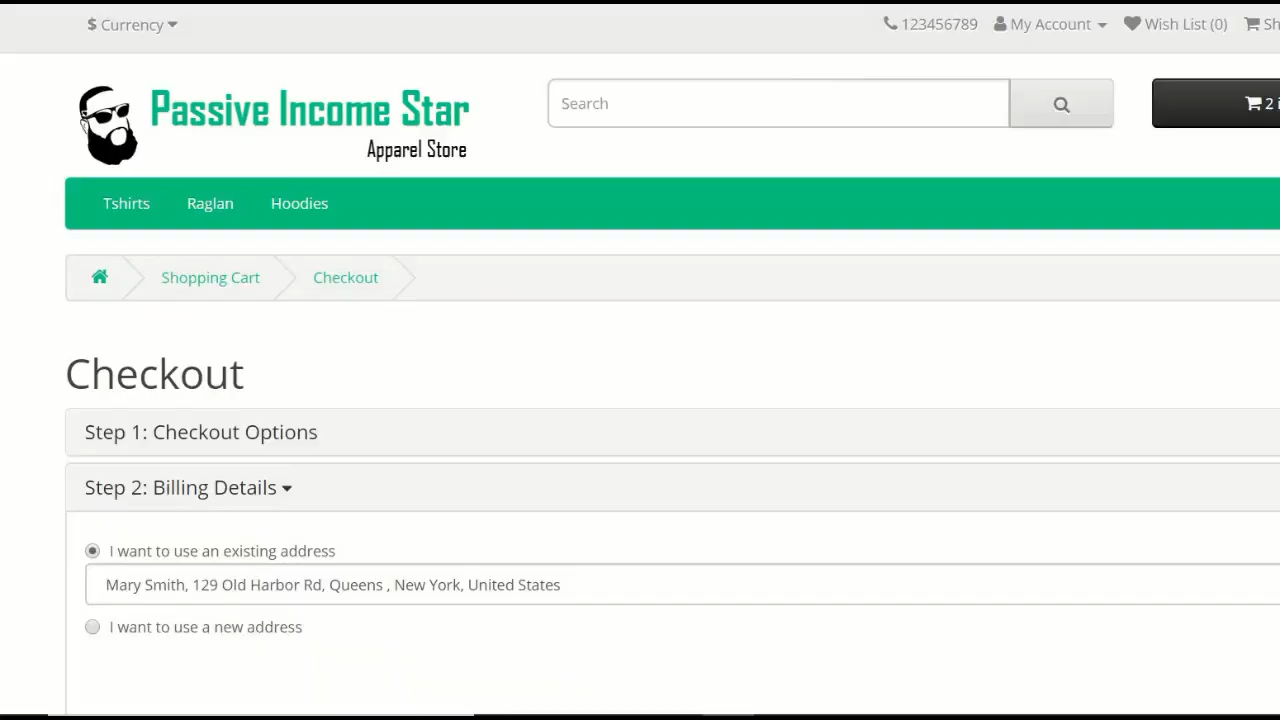 $ Currency
123456789 My Account Wish List (0)
Passive Income Star
Apparel Store
Search
2
Tshirts Raglan Hoodies
Shopping Cart Checkout
Checkout
Step 1: Checkout Options
Step 2: Billing Details
I want to use an existing address
Mary Smith, 129 Old Harbor Rd, Queens , New York, United States
I want to use a new address